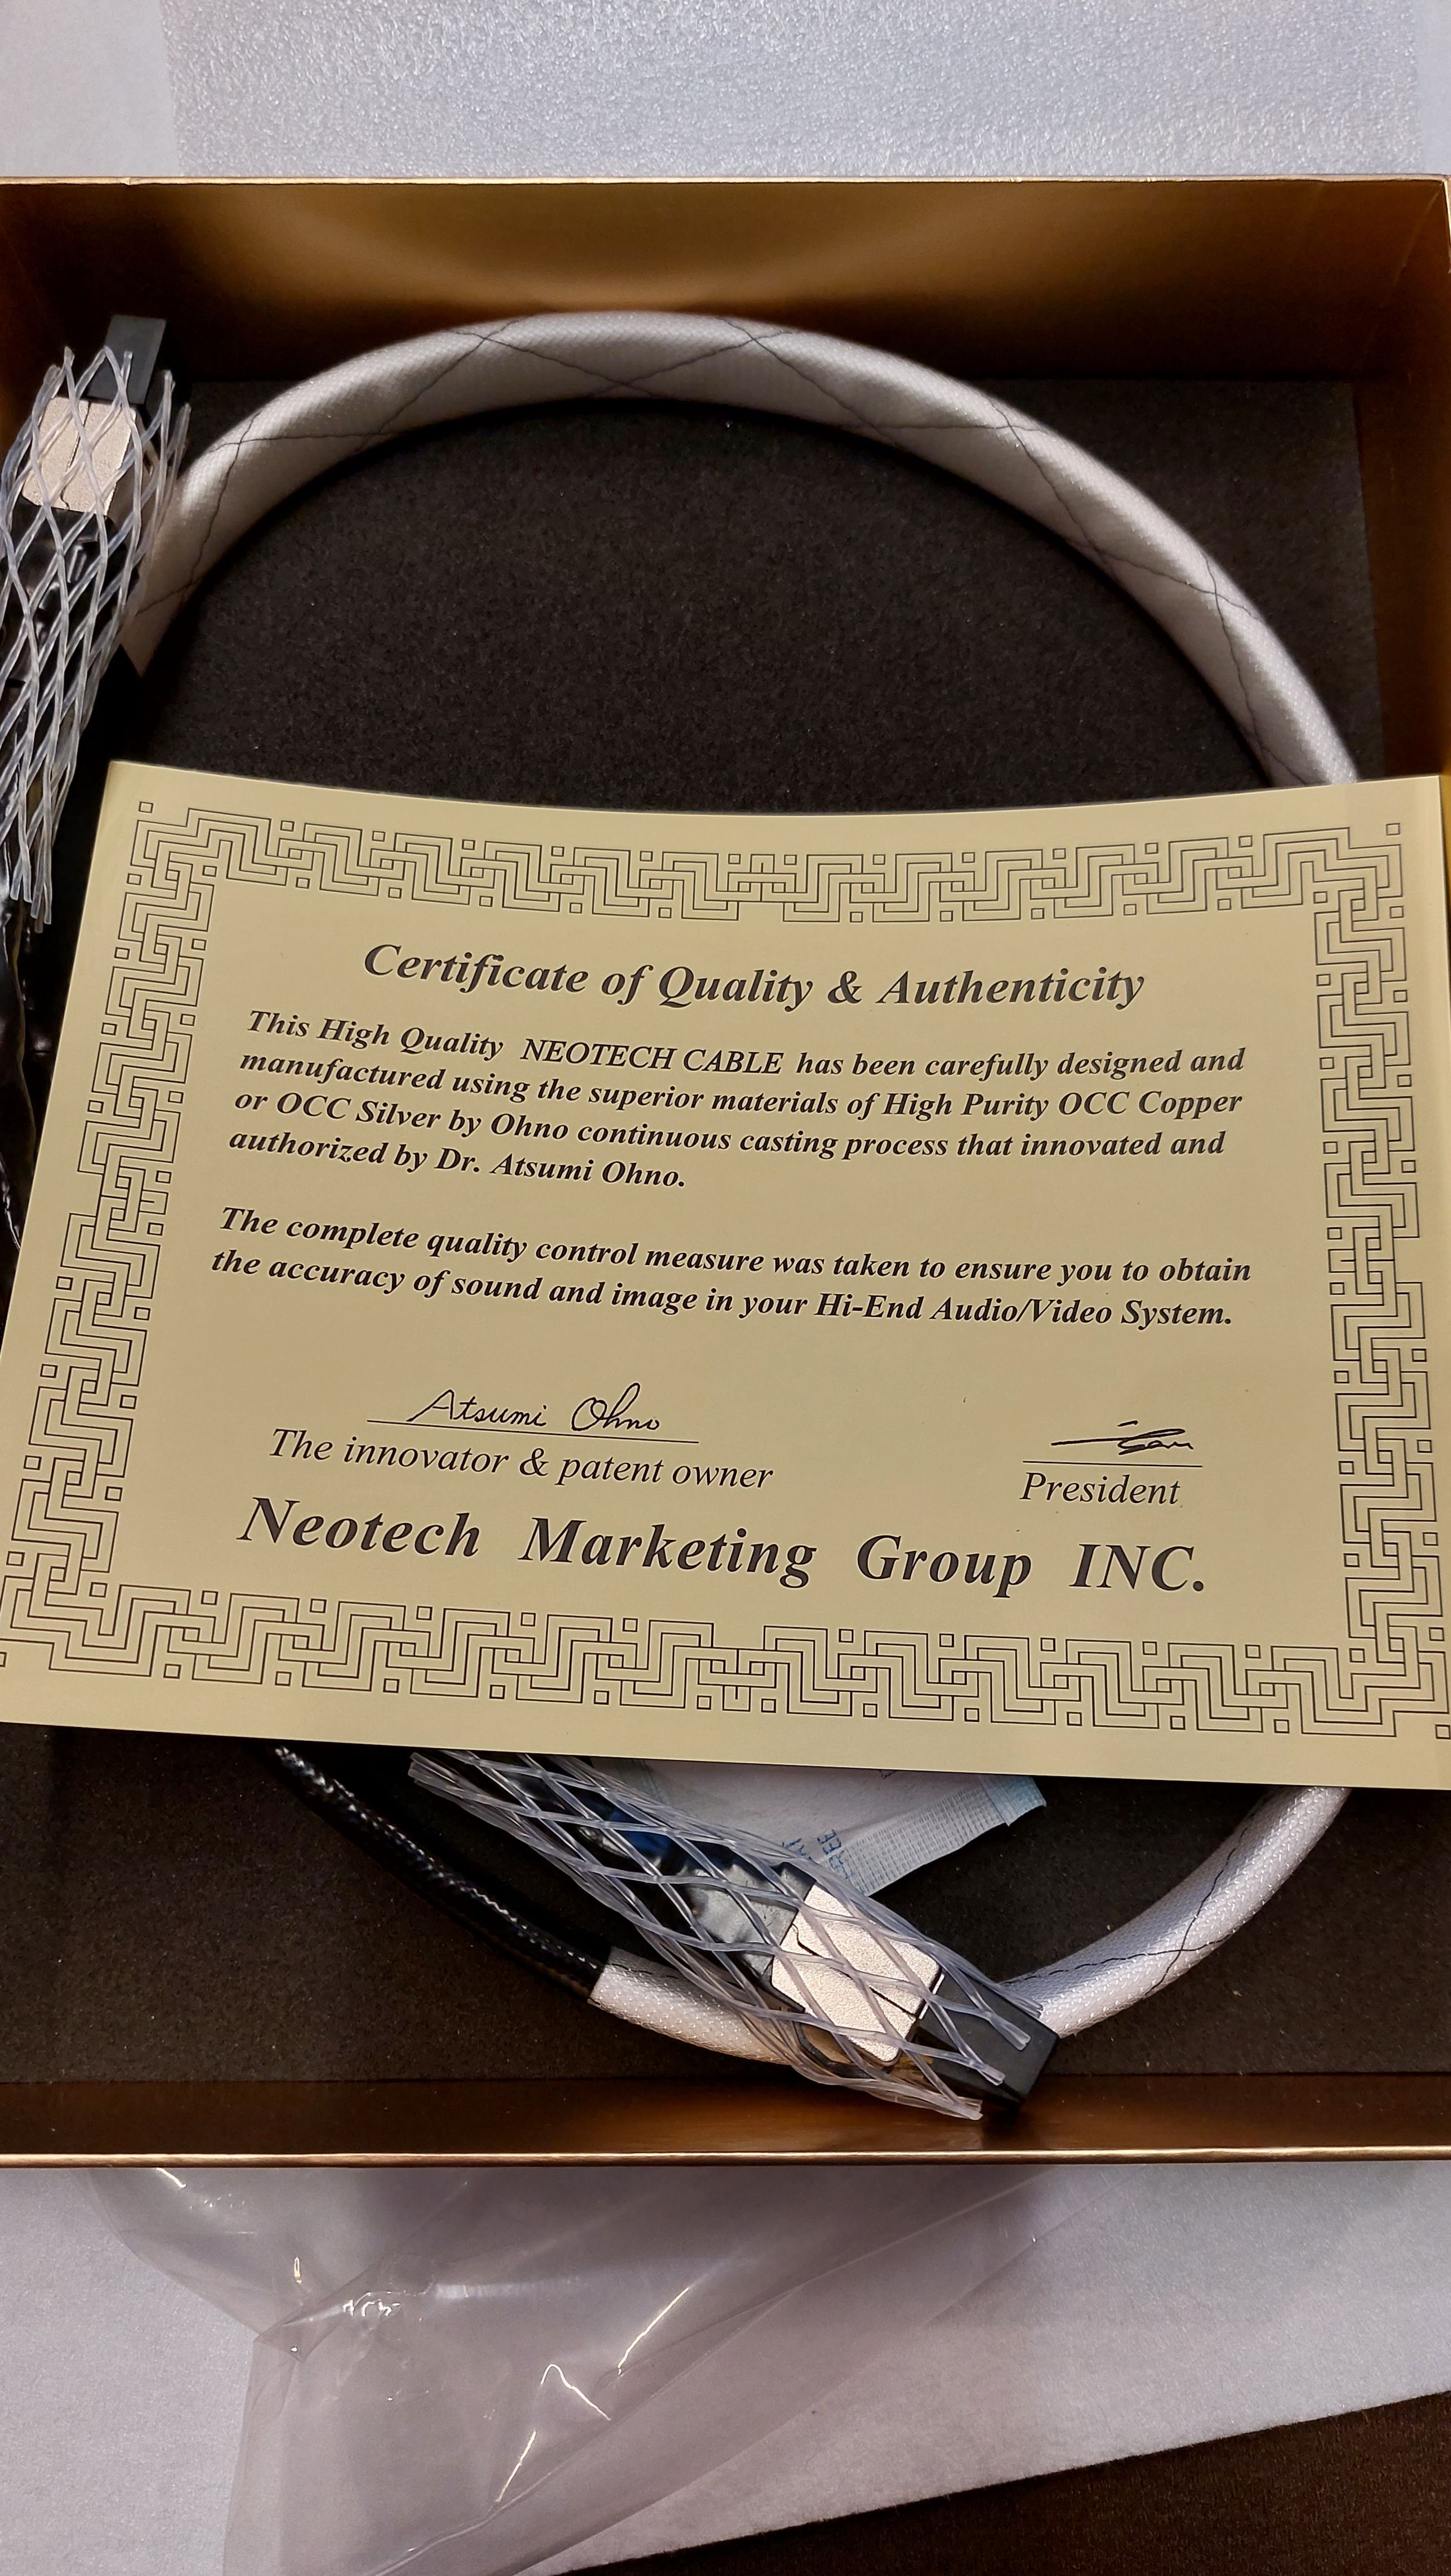 Certificate of Quality & Authenticity
This High Quality NEOTECH CABLE has been carefully designed and
manufactured using the superior materials of High Purity OCC Copper
or OCC Silver by Ohno continuous casting process that innovated and
authorized by Dr. Atsumi Ohno.
The complete quality control measure was taken to ensure you to obtain
the accuracy of sound and image in your Hi-End Audio/Video System.
Atsumi Ohno
The innovator & patent owner
President
Neotech Marketing Group INC.